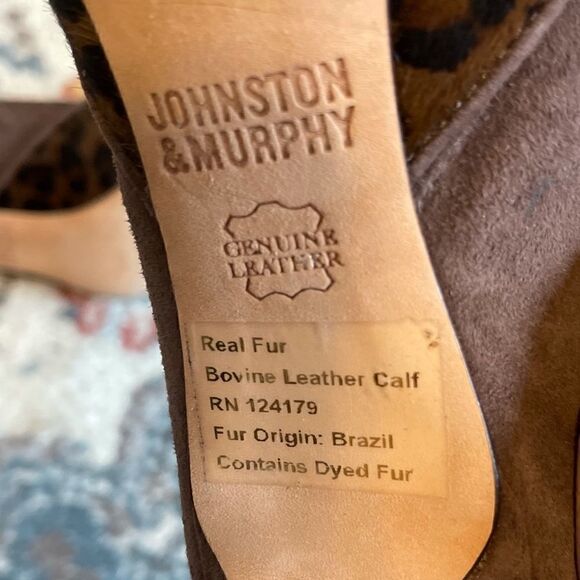 JOHNSTON
&MURPHY
GENUINE
LEATHER
Real Fur
Bovine Leather Calf
RN 124179
Fur Origin: Brazil
Contains Dyed Fur